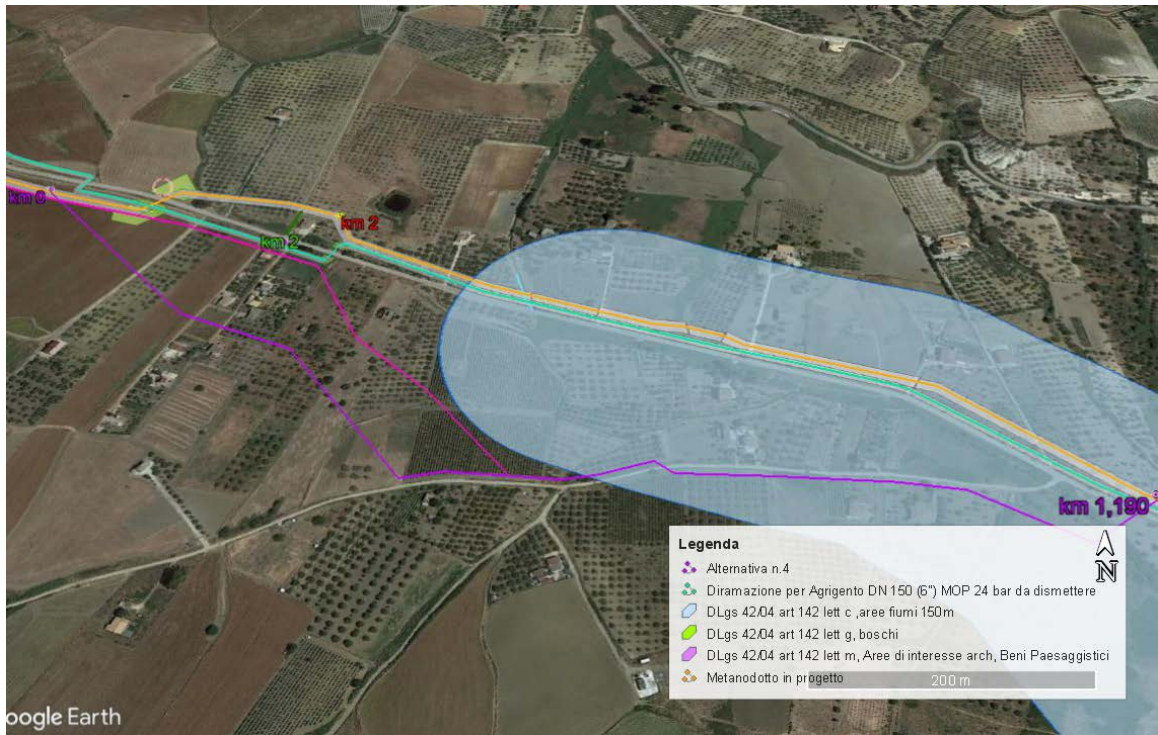 km 0
km 2
km 2
km 1,190
Legenda
Alternativa n.4
Diramazione per Agrigento DN 150 (6") MOP 24 bar da dismettere
DLgs 42/04 art 142 lett c ,aree fiumi 150m
DLgs 42/04 art 142 lett g, boschi
DLgs 42/04 art 142 lett m, Aree di interesse arch, Beni Paesaggistici
Metanodotto in progetto
200 m
N
oogle Earth